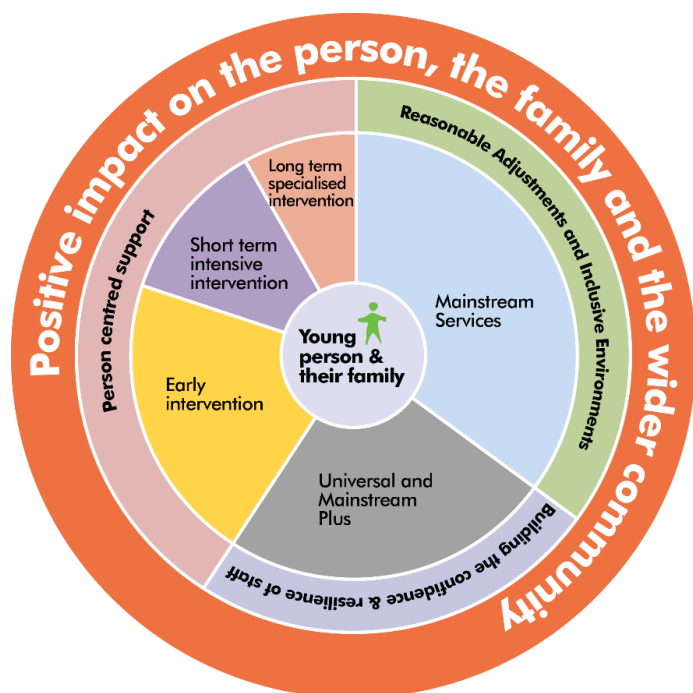 Positive impact on the person, the family and the wider community
Person centred support
Reasonable Adjustments and Inclusive Environments
Building the confidence & resilience of staff
Long term
specialised
intervention
Short term
intensive
intervention
Mainstream
Services
Young
person &
their family
Early
intervention
Universal and
Mainstream
Plus